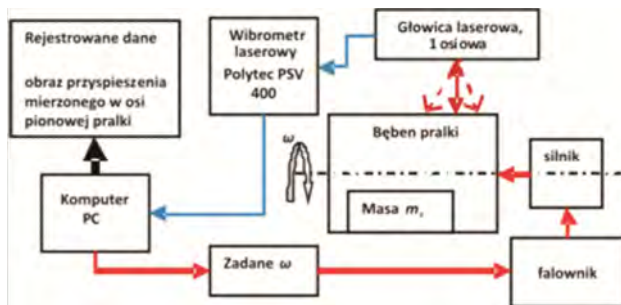 Rejestrowane dane
obraz przyspieszenia
mierzonego w osi
pionowej pralki
Wibrometr
laserowy
Polytec PSV
400
Głowica laserowa,
1 osiowa
Bęben pralki
ω
silnik
Masa m,
Komputer
PC
Zadane ω
falownik